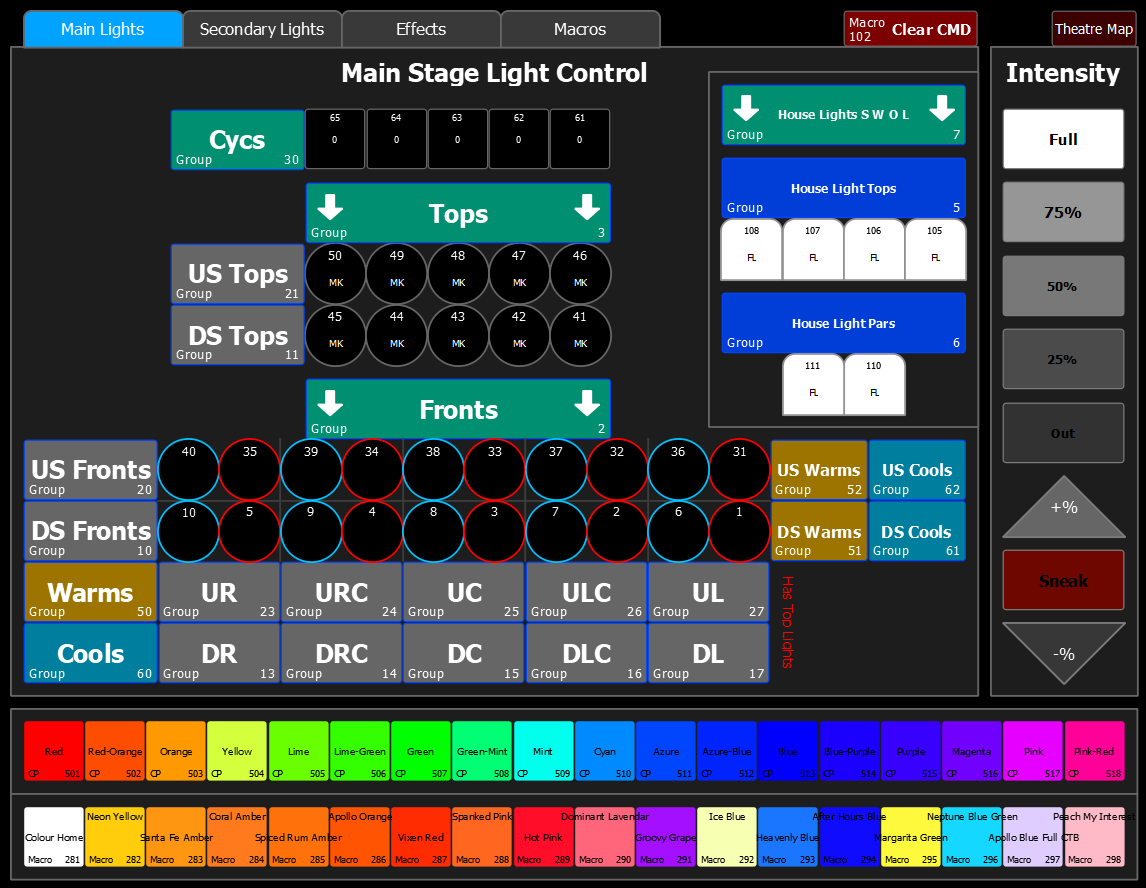 Main Lights Secondary Lights Effects Macros Macro 102 Clear CMD Theatre Map
Main Stage Light Control
Intensity
Cycs
Group 30
65 64 63 62 61
0 0 0 0 0
House Lights S W O L
Group 7
Full
House Light Tops
Group 5
108 107 106 105
FL FL FL FL
75%
Tops
Group 3
US Tops
Group 21
50 49 48 47 46
MK MK MK MK MK
50%
DS Tops
Group 11
45 44 43 42 41
MK MK MK MK MK
House Light Pars
Group 6
111 110
FL FL
25%
Fronts
Group 2
Out
US Fronts
Group 20
40 35 39 34 38 33 37 32 36 31
US Warms
Group 52
US Cools
Group 62
+%
DS Fronts
Group 10
10 5 9 4 8 3 7 2 6 1
DS Warms
Group 51
DS Cools
Group 61
Sneak
Warms
Group 50
UR
Group 23
URC
Group 24
UC
Group 25
ULC
Group 26
UL
Group 27
Has Top Lights
Cools
Group 60
DR
Group 13
DRC
Group 14
DC
Group 15
DLC
Group 16
DL
Group 17
-%
Red
CP 501
Red-Orange
CP 502
Orange
CP 503
Yellow
CP 504
Lime
CP 505
Lime-Green
CP 506
Green
CP 507
Green-Mint
CP 508
Mint
CP 509
Cyan
CP 510
Azure
CP 511
Azure-Blue
CP 512
Blue
CP 513
Blue-Purple
CP 514
Purple
CP 515
Magenta
CP 516
Pink
CP 517
Pink-Red
CP 518
Colour Home
Macro 281
Neon Yellow
Macro 282
Santa Fe Amber
Macro 283
Coral Amber
Macro 284
Spiced Rum Amber
Macro 285
Apollo Orange
Macro 286
Vixen Red
Macro 287
Spanked Pink
Macro 288
Hot Pink
Macro 289
Dominant Lavendar
Macro 290
Groovy Grape
Macro 291
Ice Blue
Macro 292
Heavenly Blue
Macro 293
After Hours Blue
Macro 294
Margarita Green
Macro 295
Neptune Blue Green
Macro 296
Apollo Blue Full CTB
Macro 297
Peach My Interest
Macro 298